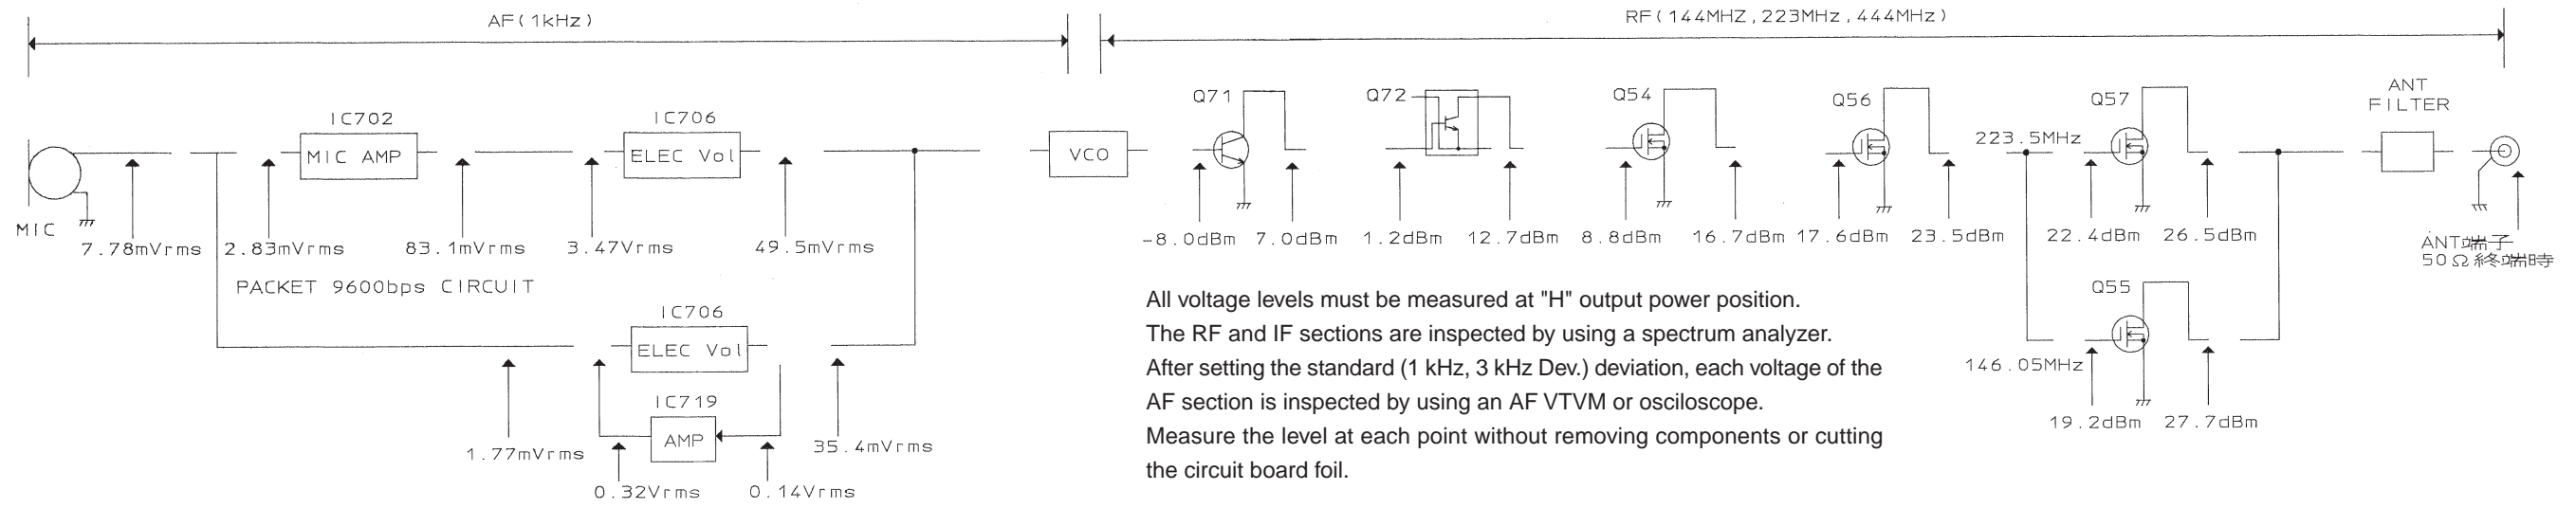 AF(1kHz)
RF(144MHZ,223MHz,444MHz)
MIC
7.78mVrms
2.83mVrms
IC702
MIC AMP
83.1mVrms
3.47Vrms
IC706
ELEC Vol
49.5mVrms
PACKET 9600bps CIRCUIT
IC706
ELEC Vol
IC719
AMP
1.77mVrms
0.32Vrms
0.14Vrms
35.4mVrms
VCO
Q71
-8.0dBm
7.0dBm
Q72
1.2dBm
12.7dBm
Q54
8.8dBm
16.7dBm
Q56
17.6dBm
23.5dBm
223.5MHz
Q57
22.4dBm
26.5dBm
146.05MHz
Q55
19.2dBm
27.7dBm
ANT
FILTER
ANT端子
50Ω終端時
All voltage levels must be measured at "H" output power position.
The RF and IF sections are inspected by using a spectrum analyzer.
After setting the standard (1 kHz, 3 kHz Dev.) deviation, each voltage of the
AF section is inspected by using an AF VTVM or osciloscope.
Measure the level at each point without removing components or cutting
the circuit board foil.